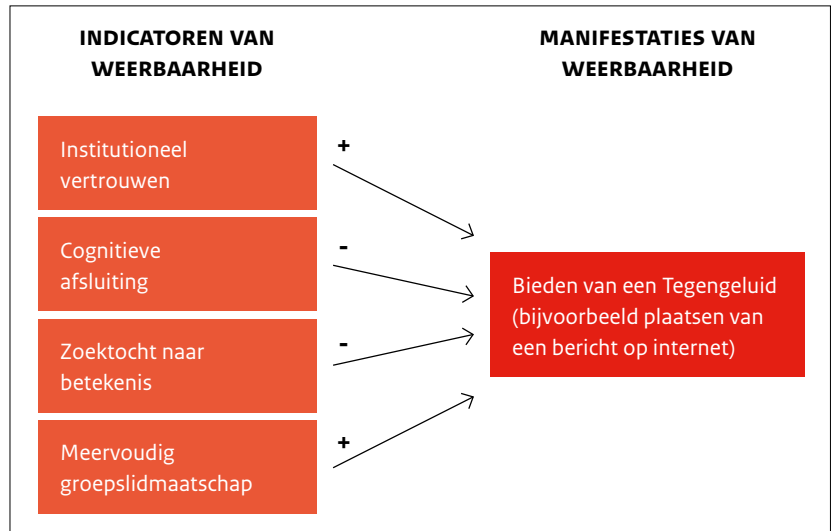 INDICATOREN VAN
WEERBAARHEID
MANIFESTATIES VAN
WEERBAARHEID
Institutioneel
vertrouwen
+
Cognitieve
afsluiting
-
Zoektocht naar
betekenis
-
Meervoudig
groepslidmaatschap
+
Bieden van een Tegengeluid
(bijvoorbeeld plaatsen van
een bericht op internet)